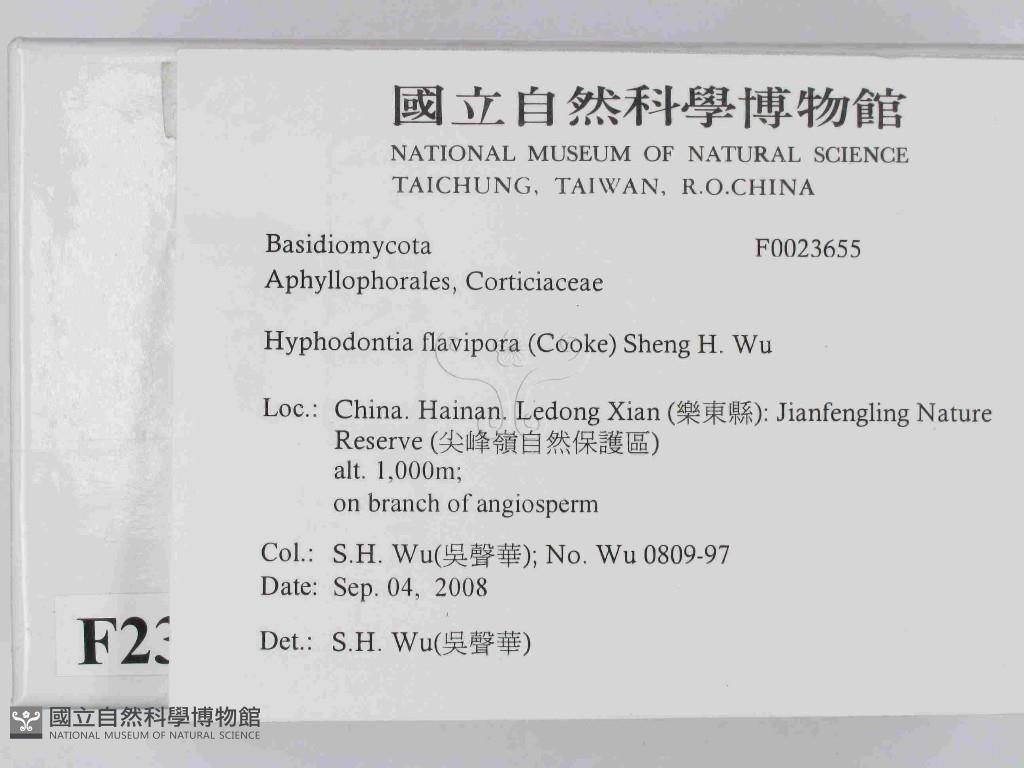 國立自然科學博物館
NATIONAL MUSEUM OF NATURAL SCIENCE
TAICHUNG, TAIWAN, R.O.CHINA
Basidiomycota F0023655
Aphyllophorales, Corticiaceae
Hyphodontia flavipora (Cooke) Sheng H. Wu
Loc.: China. Hainan. Ledong Xian (樂東縣): Jianfengling Nature
Reserve (尖峰嶺自然保護區)
alt. 1,000m;
on branch of angiosperm
Col.: S.H. Wu(吳聲華); No. Wu 0809-97
Date: Sep. 04, 2008
Det.: S.H. Wu(吳聲華)
F23
國立自然科學博物館
NATIONAL MUSEUM OF NATURAL SCIENCE